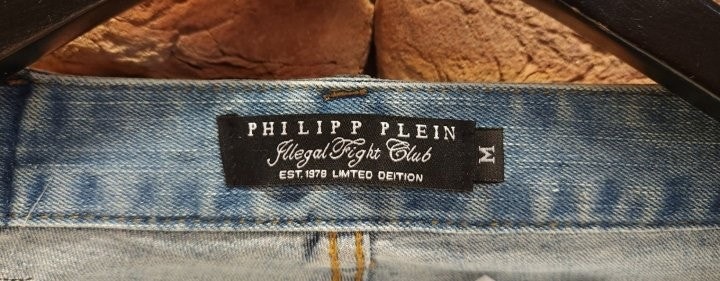 PHILIPP PLEIN
Illegal Fight Club
EST. 1978 LIMTED DEITION
M